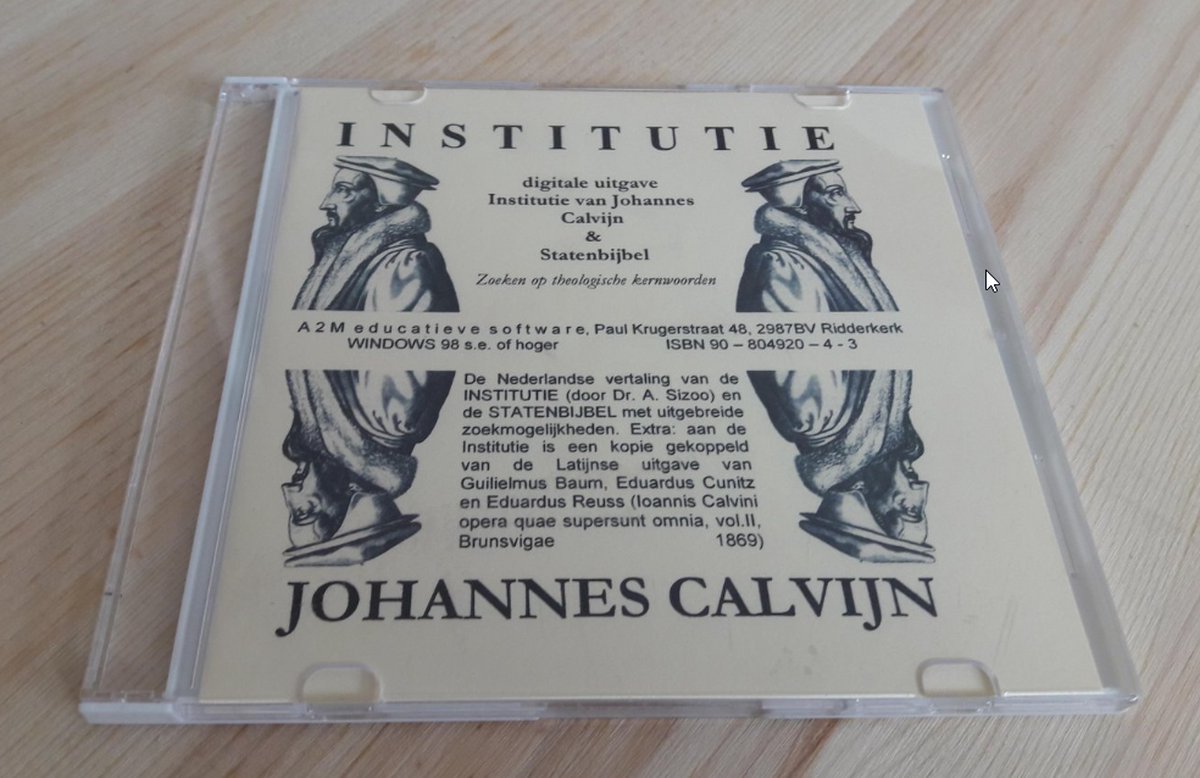 INSTITUTIE
digitale uitgave
Institutie van Johannes
Calvijn
&
Statenbijbel
Zoeken op theologische kernwoorden
A2M educatieve software, Paul Krugerstraat 48, 2987BV Ridderkerk
WINDOWS 98 s.e. of hoger ISBN 90 – 804920 – 4 - 3
De Nederlandse vertaling van de
INSTITUTIE (door Dr. A. Sizoo) en
de STATENBIJBEL met uitgebreide
zoekmogelijkheden. Extra: aan de
Institutie is een kopie gekoppeld
van de Latijnse uitgave van
Guilielmus Baum, Eduardus Cunitz
en Eduardus Reuss (Ioannis Calvini
opera quae supersunt omnia, vol.II,
Brunsvigae 1869)
JOHANNES CALVIJN